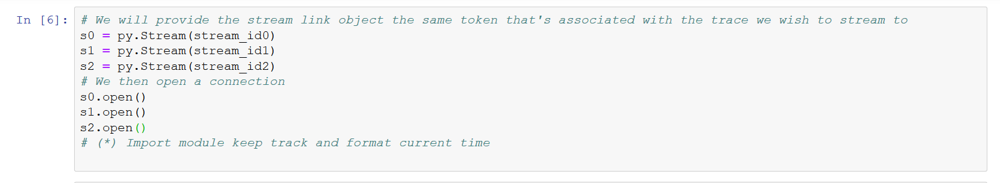 In [6]: # We will provide the stream link object the same token that's associated with the trace we wish to stream to
s0 = py.Stream(stream_id0)
s1 = py.Stream(stream_id1)
s2 = py.Stream(stream_id2)
# We then open a connection
s0.open()
s1.open()
s2.open()
# (*) Import module keep track and format current time